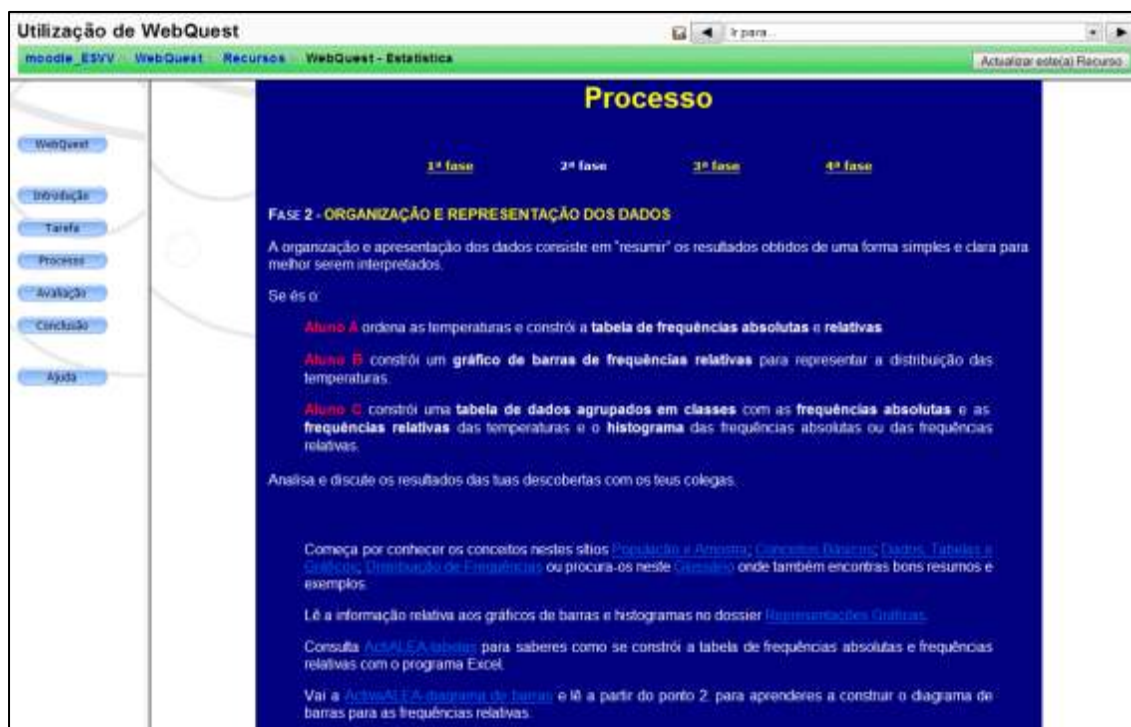 Utilização de WebQuest
Ir para...
moodle_ESVV WebQuest Recursos WebQuest - Estatística
Actualizar este(a) Recurso
Processo
WebQuest
1ª fase 2ª fase 3ª fase 4ª fase
Introdução
FASE 2 - ORGANIZAÇÃO E REPRESENTAÇÃO DOS DADOS
Tarefa
A organização e apresentação dos dados consiste em "resumir" os resultados obtidos de uma forma simples e clara para
melhor serem interpretados.
Processo
Avaliação
Se és o:
Conclusão
Aluno A ordena as temperaturas e constrói a tabela de frequências absolutas e relativas
Aluno B constrói um gráfico de barras de frequências relativas para representar a distribuição das
temperaturas.
Ajuda
Aluno C constrói uma tabela de dados agrupados em classes com as frequências absolutas e as
frequências relativas das temperaturas e o histograma das frequências absolutas ou das frequências
relativas.
Analisa e discute os resultados das tuas descobertas com os teus colegas.
Começa por conhecer os conceitos nestes sítios População e Amostra; Conceitos Básicos; Dados, Tabelas e
Gráficos; Distribuição de Frequências ou procura-os neste Glossário onde também encontras bons resumos e
exemplos.
Lê a informação relativa aos gráficos de barras e histogramas no dossier Representações Gráficas.
Consulta ActALEA-tabelas para saberes como se constrói a tabela de frequências absolutas e frequências
relativas com o programa Excel.
Vai a ActivaALEA-diagrama de barras e lê a partir do ponto 2. para aprenderes a construir o diagrama de
barras para as frequências relativas.